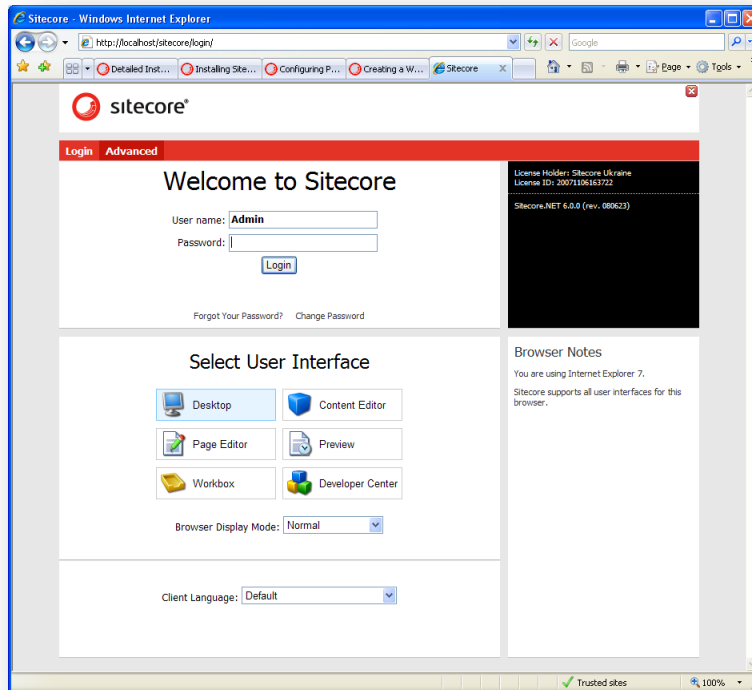 Sitecore - Windows Internet Explorer
http://localhost/sitecore/login/
Google
Detailed Inst...
Installing Site...
Configuring P...
Creating a W...
Sitecore
Page
Tools
sitecore®
Login
Advanced
Welcome to Sitecore
User name: Admin
Password:
Login
Forgot Your Password?
Change Password
License Holder: Sitecore Ukraine
License ID: 20071106163722
Sitecore.NET 6.0.0 (rev. 080623)
Select User Interface
Desktop
Content Editor
Page Editor
Preview
Workbox
Developer Center
Browser Display Mode: Normal
Client Language: Default
Browser Notes
You are using Internet Explorer 7.
Sitecore supports all user interfaces for this
browser.
Trusted sites
100%